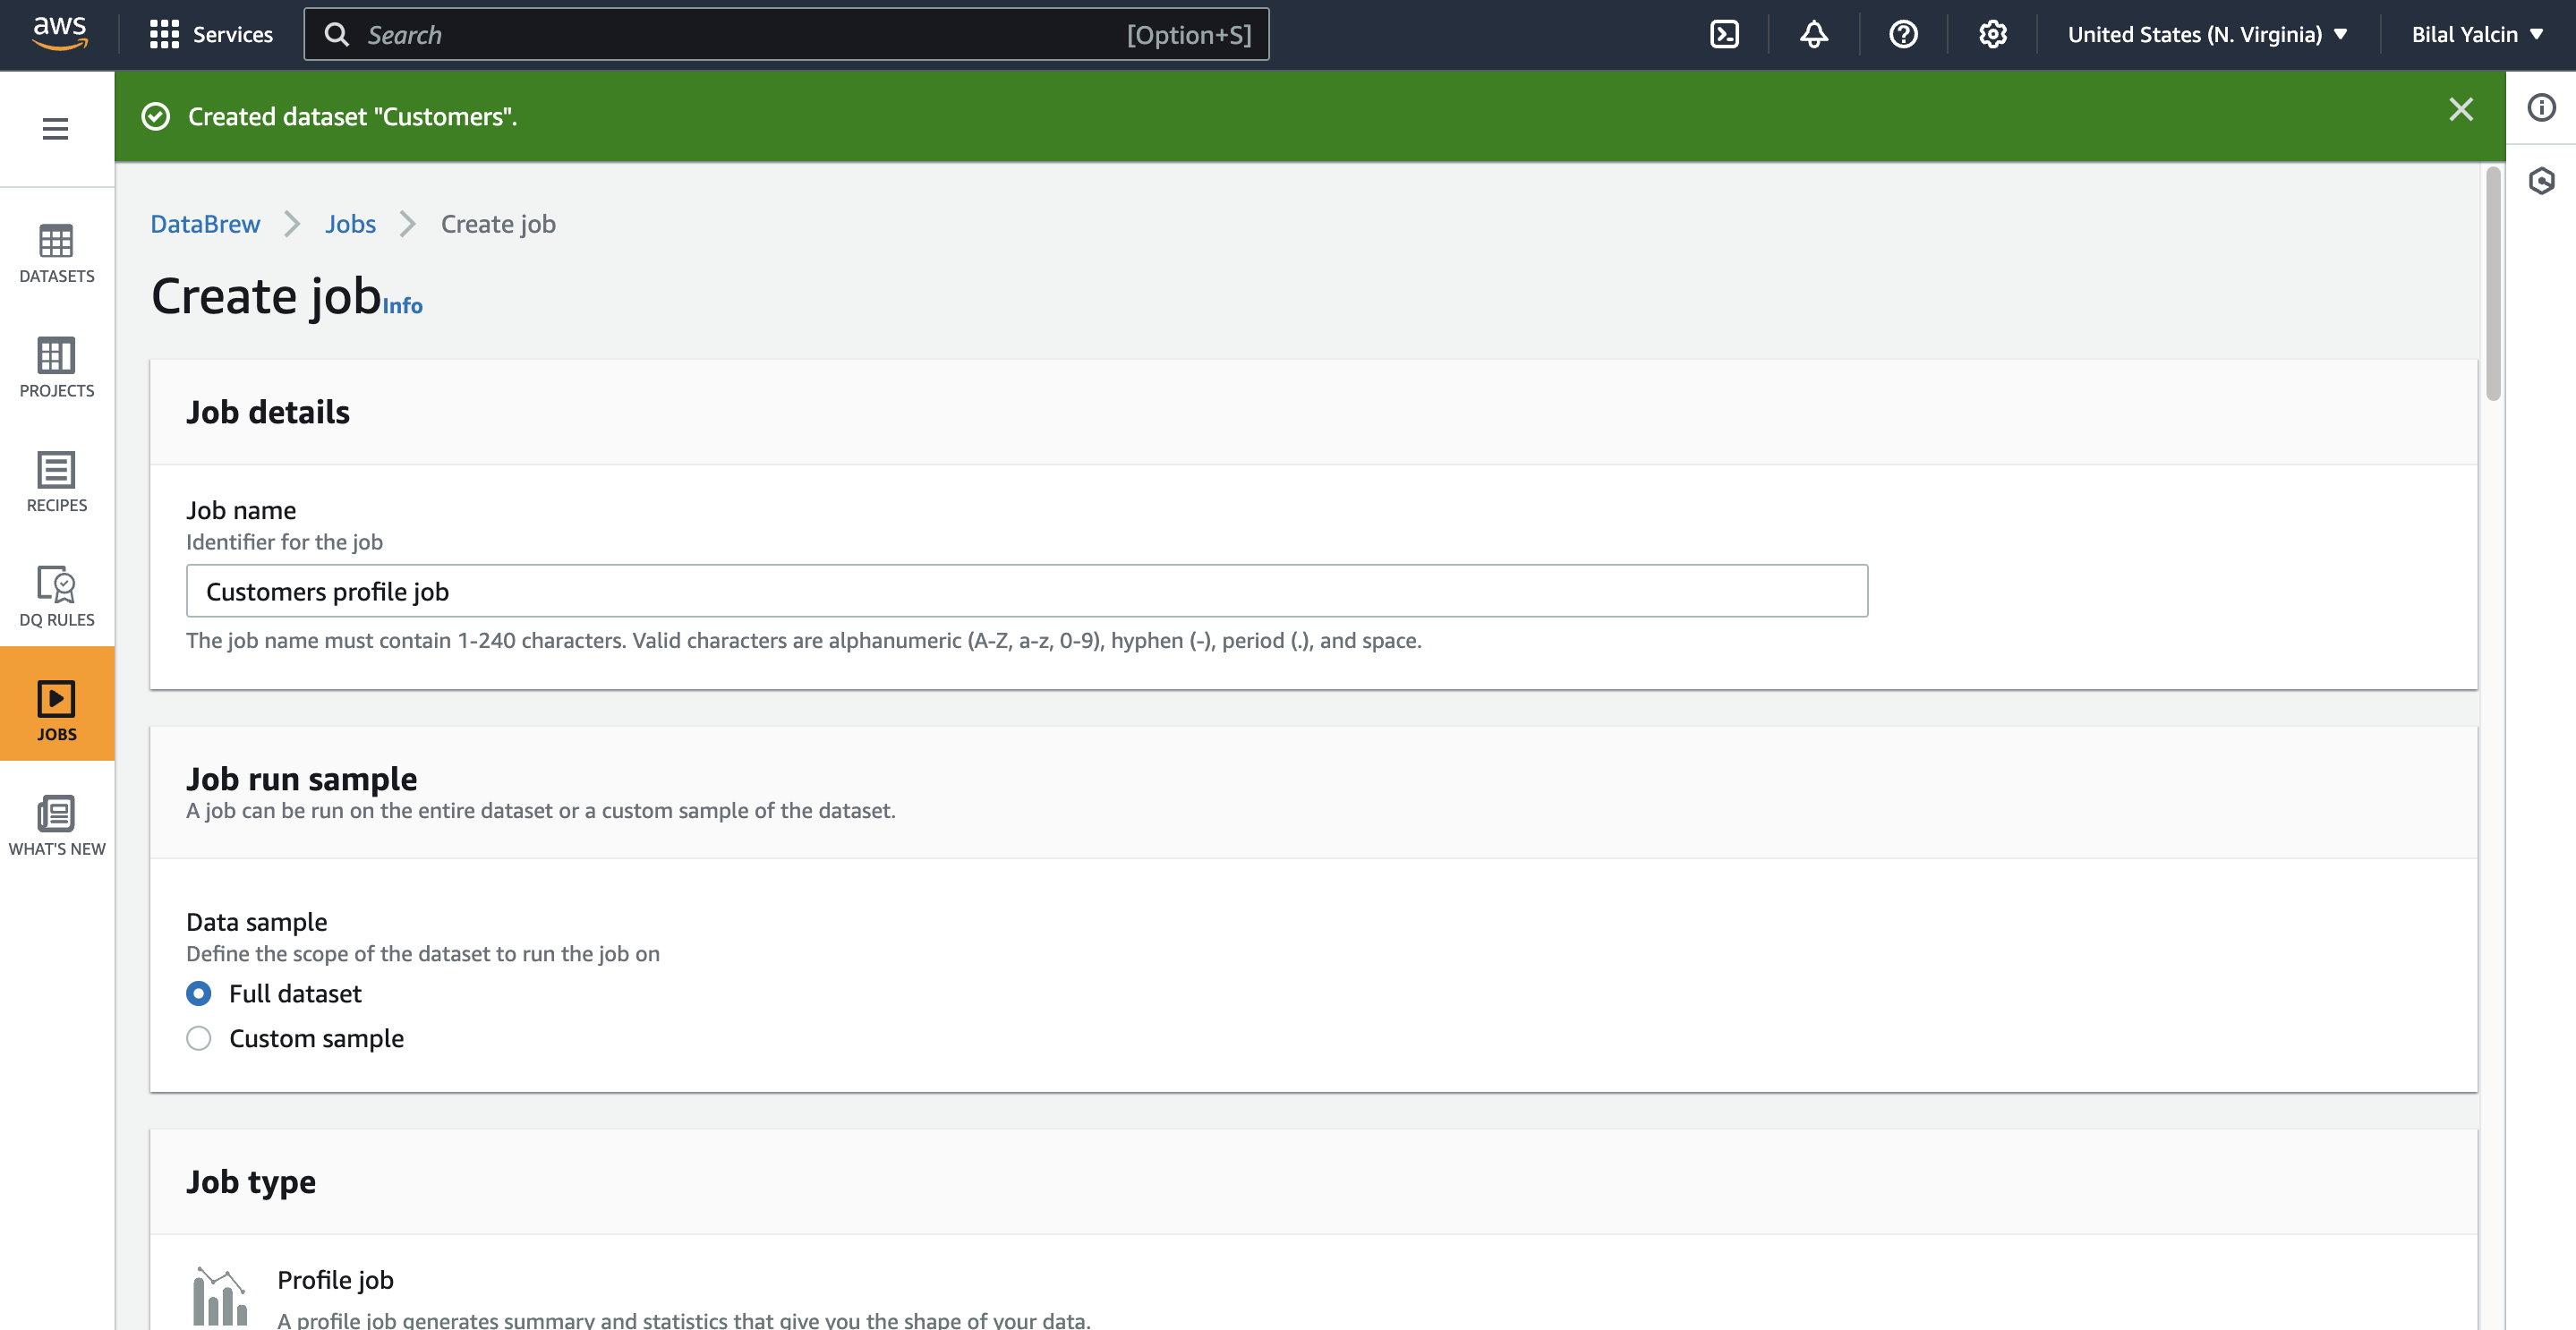 aws
Services
Search
[Option+S]
United States (N. Virginia)
Bilal Yalcin
Created dataset "Customers".
DATASETS
PROJECTS
RECIPES
DQ RULES
JOBS
WHAT'S NEW
DataBrew
Jobs
Create job
Create job Info
Job details
Job name
Identifier for the job
Customers profile job
The job name must contain 1-240 characters. Valid characters are alphanumeric (A-Z, a-z, 0-9), hyphen (-), period (.), and space.
Job run sample
A job can be run on the entire dataset or a custom sample of the dataset.
Data sample
Define the scope of the dataset to run the job on
Full dataset
Custom sample
Job type
Profile job
A profile job generates summary and statistics that give you the shape of your data.